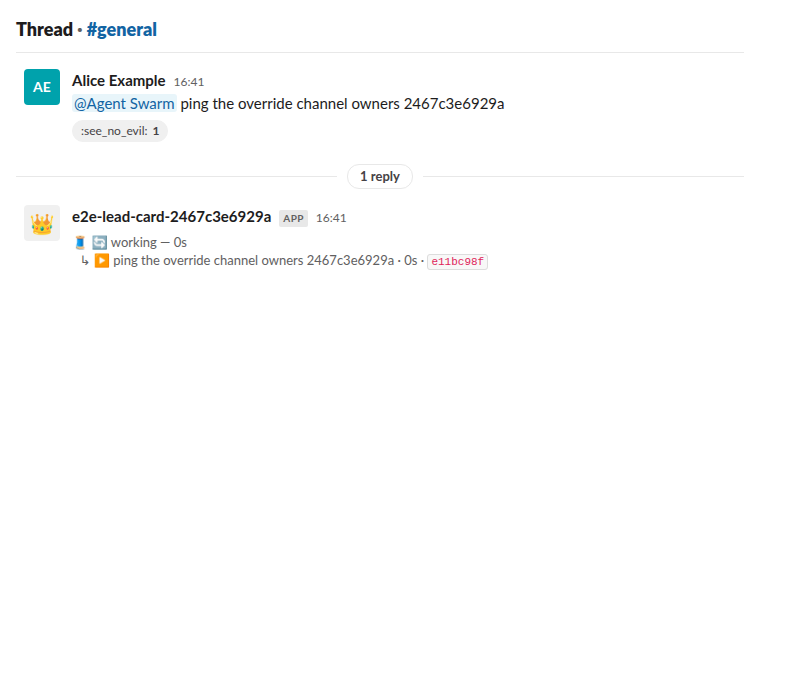 Thread • #general
AE
Alice Example 16:41
@Agent Swarm ping the override channel owners 2467c3e6929a
:see_no_evil: 1
1 reply
e2e-lead-card-2467c3e6929a APP 16:41
🧵 🔄 working — 0s
↳ ▶️ ping the override channel owners 2467c3e6929a · 0s · e11bc98f